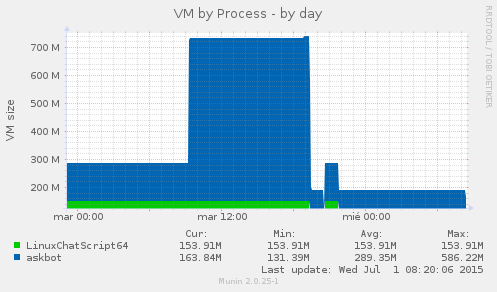 VM by Process - by day
RRDTOOL / TOBI OETIKER
VM size
700 M
600 M
500 M
400 M
300 M
200 M
mar 00:00 mar 12:00 mié 00:00
Cur: Min: Avg: Max:
LinuxChatScript64 153.91M 153.91M 153.91M 153.91M
askbot 163.84M 131.39M 289.35M 586.22M
Last update: Wed Jul 1 08:20:06 2015
Munin 2.0.25-1